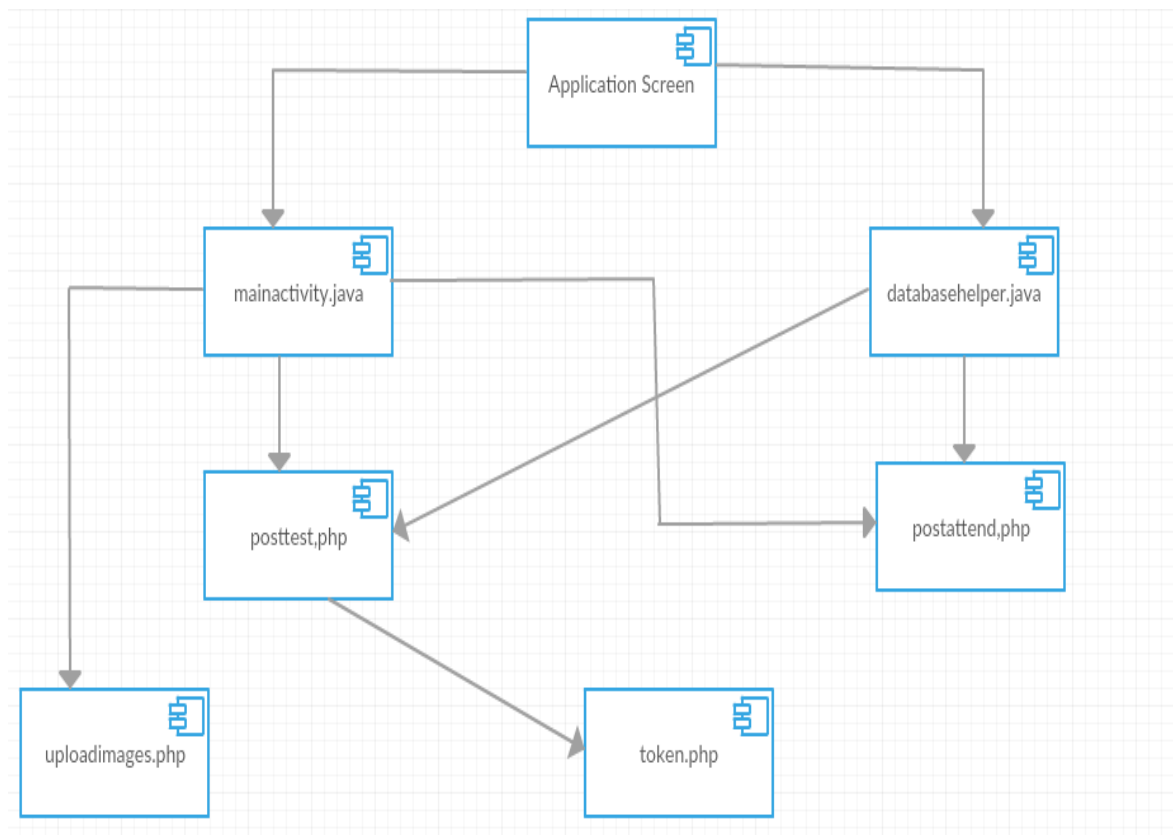 Application Screen
mainactivity.java
databasehelper.java
posttest,php
postattend,php
uploadimages.php
token.php